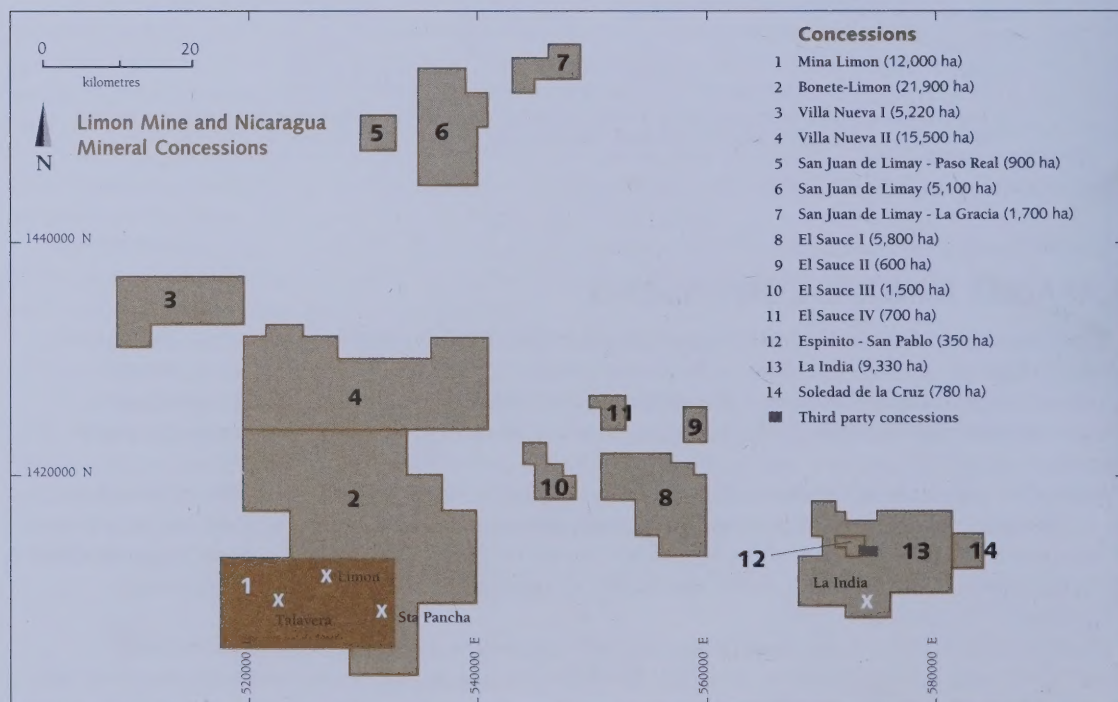 0 20
kilometres
N
Limon Mine and Nicaragua
Mineral Concessions
Concessions
1 Mina Limon (12,000 ha)
2 Bonete-Limon (21,900 ha)
3 Villa Nueva I (5,220 ha)
4 Villa Nueva II (15,500 ha)
5 San Juan de Limay - Paso Real (900 ha)
6 San Juan de Limay (5,100 ha)
7 San Juan de Limay - La Gracia (1,700 ha)
8 El Sauce I (5,800 ha)
9 El Sauce II (600 ha)
10 El Sauce III (1,500 ha)
11 El Sauce IV (700 ha)
12 Espinito - San Pablo (350 ha)
13 La India (9,330 ha)
14 Soledad de la Cruz (780 ha)
Third party concessions
7
5
6
1440000 N
3
4
11
9
1420000 N
2
10
8
12
13
14
1
X Limon
La India
X
X
Talavera
X
Sta Pancha
520000 E
540000 E
560000 E
580000 E